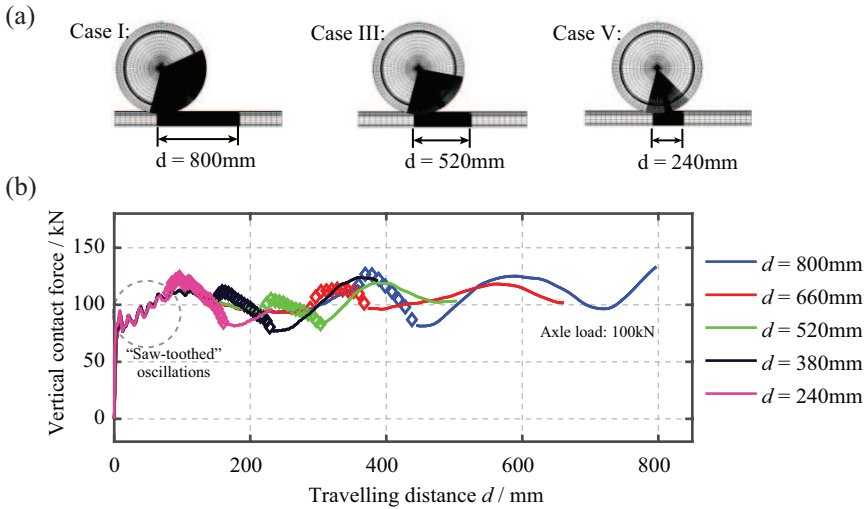 (a)
Case I:
Case III:
Case V:
d = 800mm
d = 520mm
d = 240mm
(b)
Vertical contact force / kN
150
100
50
0
“Saw-toothed”
oscillations
Axle load: 100kN
0
200
400
600
800
Travelling distance d / mm
d = 800mm
d = 660mm
d = 520mm
d = 380mm
d = 240mm